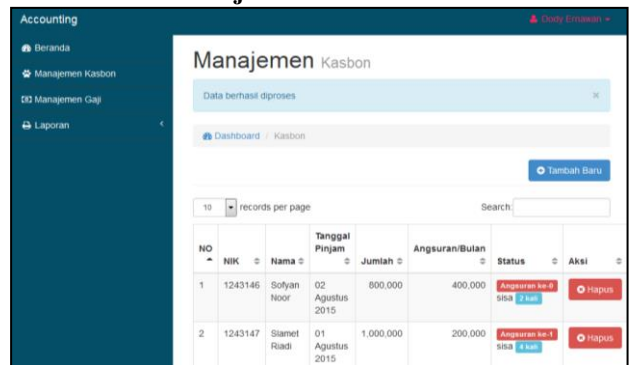 Accounting
Dody Ernawan
Beranda
Manajemen Kasbon
Manajemen Gaji
Laporan
Manajemen Kasbon
Data berhasil diproses ×
Dashboard / Kasbon
Tambah Baru
10 records per page Search:
NO NIK Nama Tanggal Pinjam Jumlah Angsuran/Bulan Status Aksi
1 1243146 Sofyan Noor 02 Agustus 2015 800,000 400,000 Angsuran ke-0 sisa 2 kali Hapus
2 1243147 Slamet Riadi 01 Agustus 2015 1,000,000 200,000 Angsuran ke-1 sisa 4 kali Hapus